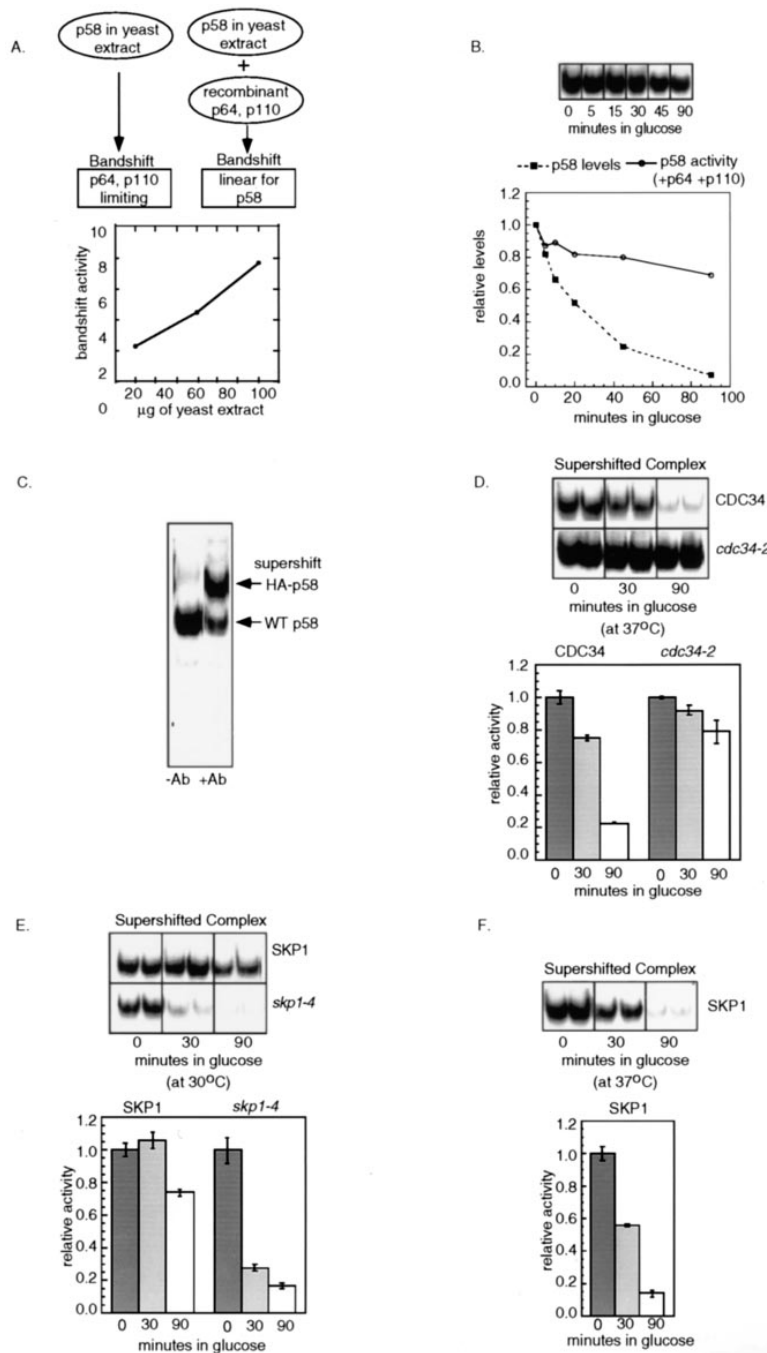 A.
p58 in yeast
extract
p58 in yeast
extract
+
recombinant
p64, p110
Bandshift
p64, p110
limiting
Bandshift
linear for
p58
bandshift activity
10
8
6
4
2
0
20 40 60 80 100
µg of yeast extract
B.
0 5 15 30 45 90
minutes in glucose
p58 levels
p58 activity
(+p64 +p110)
relative levels
1.2
1.0
0.8
0.6
0.4
0.2
0.0
0 20 40 60 80 100
minutes in glucose
C.
supershift
HA-p58
WT p58
-Ab +Ab
D.
Supershifted Complex
CDC34
cdc34-2
0 30 90
minutes in glucose
(at 37°C)
CDC34 cdc34-2
relative activity
1.2
1.0
0.8
0.6
0.4
0.2
0.0
0 30 90 0 30 90
minutes in glucose
E.
Supershifted Complex
SKP1
skp1-4
0 30 90
minutes in glucose
(at 30°C)
SKP1 skp1-4
relative activity
1.2
1.0
0.8
0.6
0.4
0.2
0.0
0 30 90 0 30 90
minutes in glucose
F.
Supershifted Complex
SKP1
0 30 90
minutes in glucose
(at 37°C)
SKP1
relative activity
1.2
1.0
0.8
0.6
0.4
0.2
0.0
0 30 90
minutes in glucose